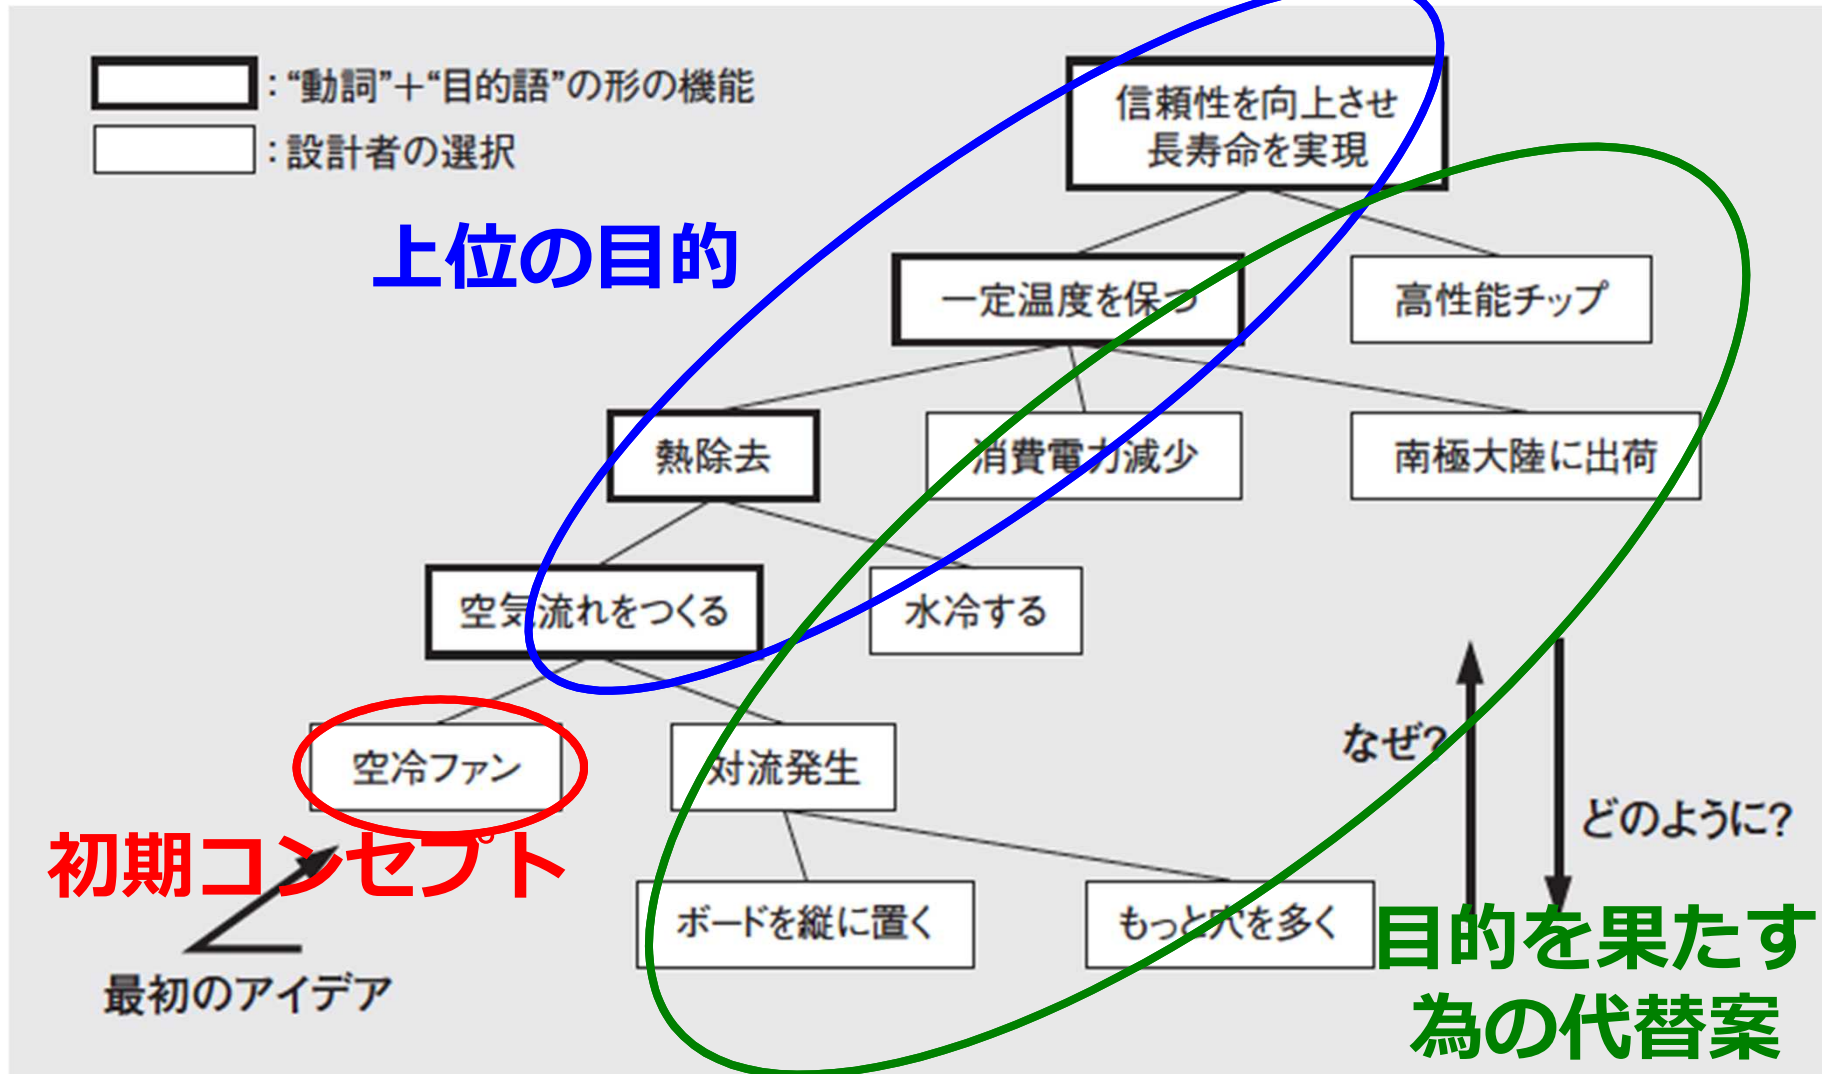 :“動詞”+“目的語”の形の機能
:設計者の選択
信頼性を向上させ
長寿命を実現
上位の目的
一定温度を保つ
高性能チップ
熱除去
消費電力減少
南極大陸に出荷
空気流れをつくる
水冷する
空冷ファン
対流発生
なぜ?
どのように?
初期コンセプト
ボードを縦に置く
もっと穴を多く
最初のアイデア
目的を果たす
為の代替案